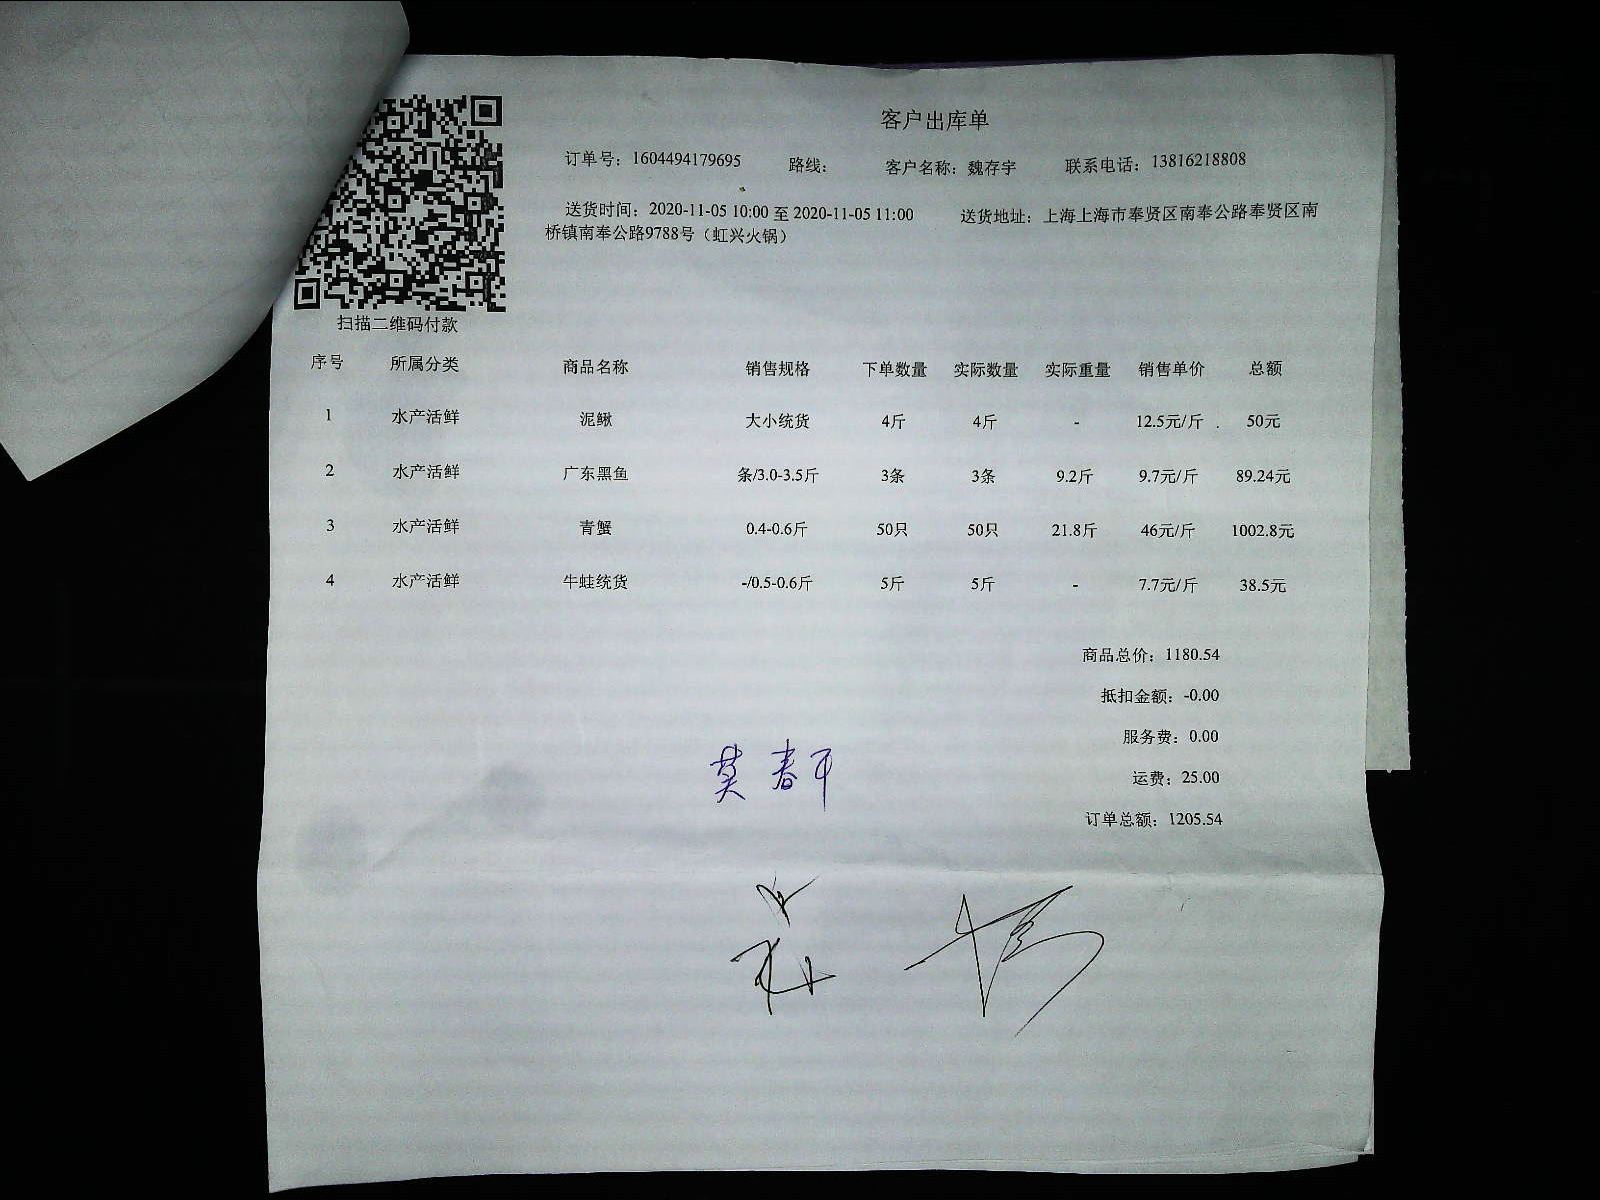 客户出库单
订单号：1604494179695 路线： 客户名称：魏存宇 联系电话：13816218808
送货时间：2020-11-05 10:00 至 2020-11-05 11:00 送货地址：上海上海市奉贤区南奉公路奉贤区南
桥镇南奉公路9788号（虹兴火锅）
扫描二维码付款
序号 所属分类 商品名称 销售规格 下单数量 实际数量 实际重量 销售单价 总额
1 水产活鲜 泥鳅 大小统货 4斤 4斤 - 12.5元/斤 50元
2 水产活鲜 广东黑鱼 条/3.0-3.5斤 3条 3条 9.2斤 9.7元/斤 89.24元
3 水产活鲜 青蟹 0.4-0.6斤 50只 50只 21.8斤 46元/斤 1002.8元
4 水产活鲜 牛蛙统货 -/0.5-0.6斤 5斤 5斤 - 7.7元/斤 38.5元
商品总价：1180.54
抵扣金额：-0.00
服务费：0.00
运费：25.00
订单总额：1205.54
莫春